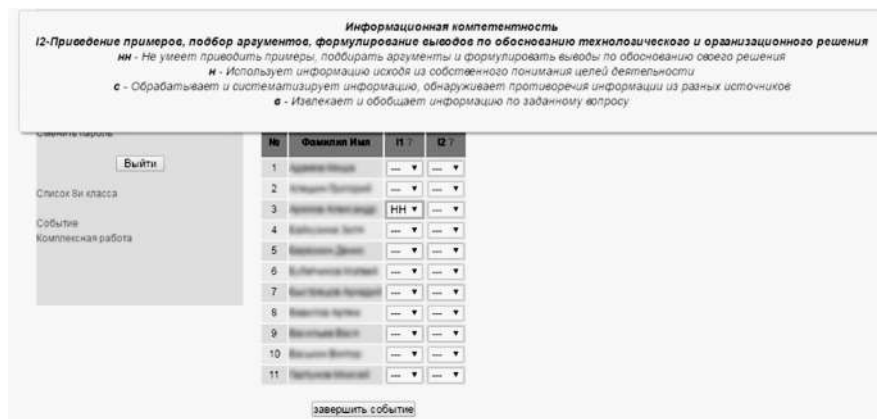 Информационная компетентность
I2-Приведение примеров, подбор аргументов, формулирование выводов по обоснованию технологического и организационного решения
нн - Не умеет приводить примеры, подбирать аргументы и формулировать выводы по обоснованию своего решения
н - Использует информацию исходя из собственного понимания целей деятельности
с - Обрабатывает и систематизирует информацию, обнаруживает противоречия информации из разных источников
в - Извлекает и обобщает информацию по заданному вопросу
Сменить пароль
Выйти
Список 8и класса
Событие
Комплексная работа
№ Фамилия Имя I1 ? I2 ?
1 --- ---
2 --- ---
3 НН ---
4 --- ---
5 --- ---
6 --- ---
7 --- ---
8 --- ---
9 --- ---
10 --- ---
11 --- ---
завершить событие